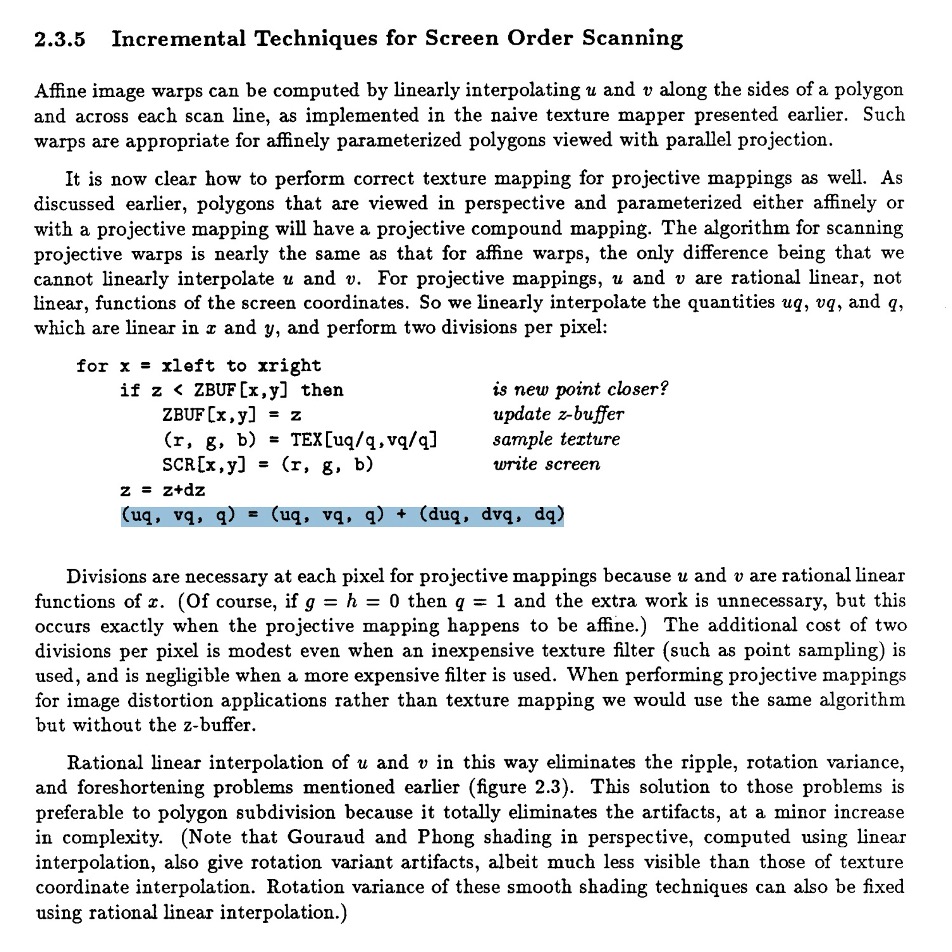 2.3.5 Incremental Techniques for Screen Order Scanning
Affine image warps can be computed by linearly interpolating u and v along the sides of a polygon
and across each scan line, as implemented in the naive texture mapper presented earlier. Such
warps are appropriate for affinely parameterized polygons viewed with parallel projection.
It is now clear how to perform correct texture mapping for projective mappings as well. As
discussed earlier, polygons that are viewed in perspective and parameterized either affinely or
with a projective mapping will have a projective compound mapping. The algorithm for scanning
projective warps is nearly the same as that for affine warps, the only difference being that we
cannot linearly interpolate u and v. For projective mappings, u and v are rational linear, not
linear, functions of the screen coordinates. So we linearly interpolate the quantities uq, vq, and q,
which are linear in x and y, and perform two divisions per pixel:
for x = xleft to xright
if z < ZBUF[x,y] then is new point closer?
ZBUF[x,y] = z update z-buffer
(r, g, b) = TEX[uq/q,vq/q] sample texture
SCR[x,y] = (r, g, b) write screen
z = z+dz
(uq, vq, q) = (uq, vq, q) + (duq, dvq, dq)
Divisions are necessary at each pixel for projective mappings because u and v are rational linear
functions of x. (Of course, if g = h = 0 then q = 1 and the extra work is unnecessary, but this
occurs exactly when the projective mapping happens to be affine.) The additional cost of two
divisions per pixel is modest even when an inexpensive texture filter (such as point sampling) is
used, and is negligible when a more expensive filter is used. When performing projective mappings
for image distortion applications rather than texture mapping we would use the same algorithm
but without the z-buffer.
Rational linear interpolation of u and v in this way eliminates the ripple, rotation variance,
and foreshortening problems mentioned earlier (figure 2.3). This solution to those problems is
preferable to polygon subdivision because it totally eliminates the artifacts, at a minor increase
in complexity. (Note that Gouraud and Phong shading in perspective, computed using linear
interpolation, also give rotation variant artifacts, albeit much less visible than those of texture
coordinate interpolation. Rotation variance of these smooth shading techniques can also be fixed
using rational linear interpolation.)